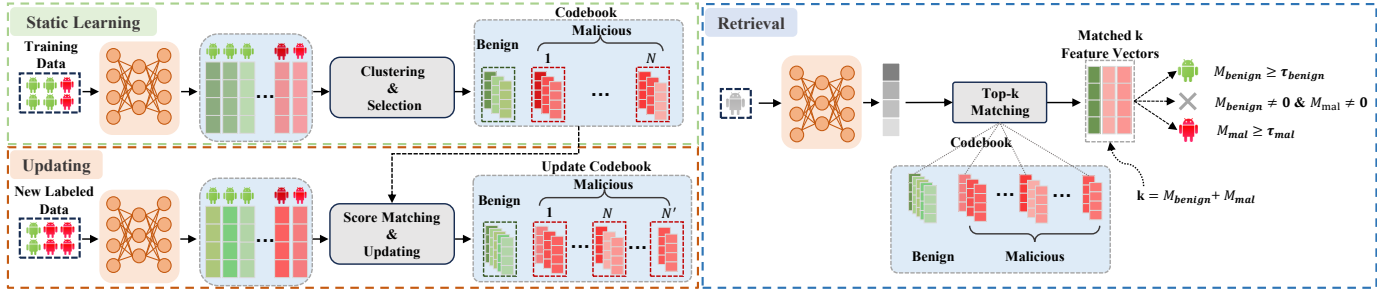 Static Learning
Training
Data
...
Clustering
&
Selection
Codebook
Benign
Malicious
1
N
...
Updating
New Labeled
Data
...
Score Matching
&
Updating
Update Codebook
Benign
Malicious
1
N
N'
...
...
Retrieval
Top-k
Matching
Matched k
Feature Vectors
M_benign ≥ τ_benign
M_benign ≠ 0 & M_mal ≠ 0
M_mal ≥ τ_mal
Codebook
...
k = M_benign + M_mal
Benign
Malicious